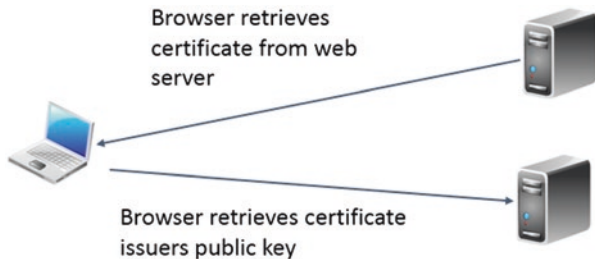 Browser retrieves
certificate from web
server
Browser retrieves certificate
issuers public key